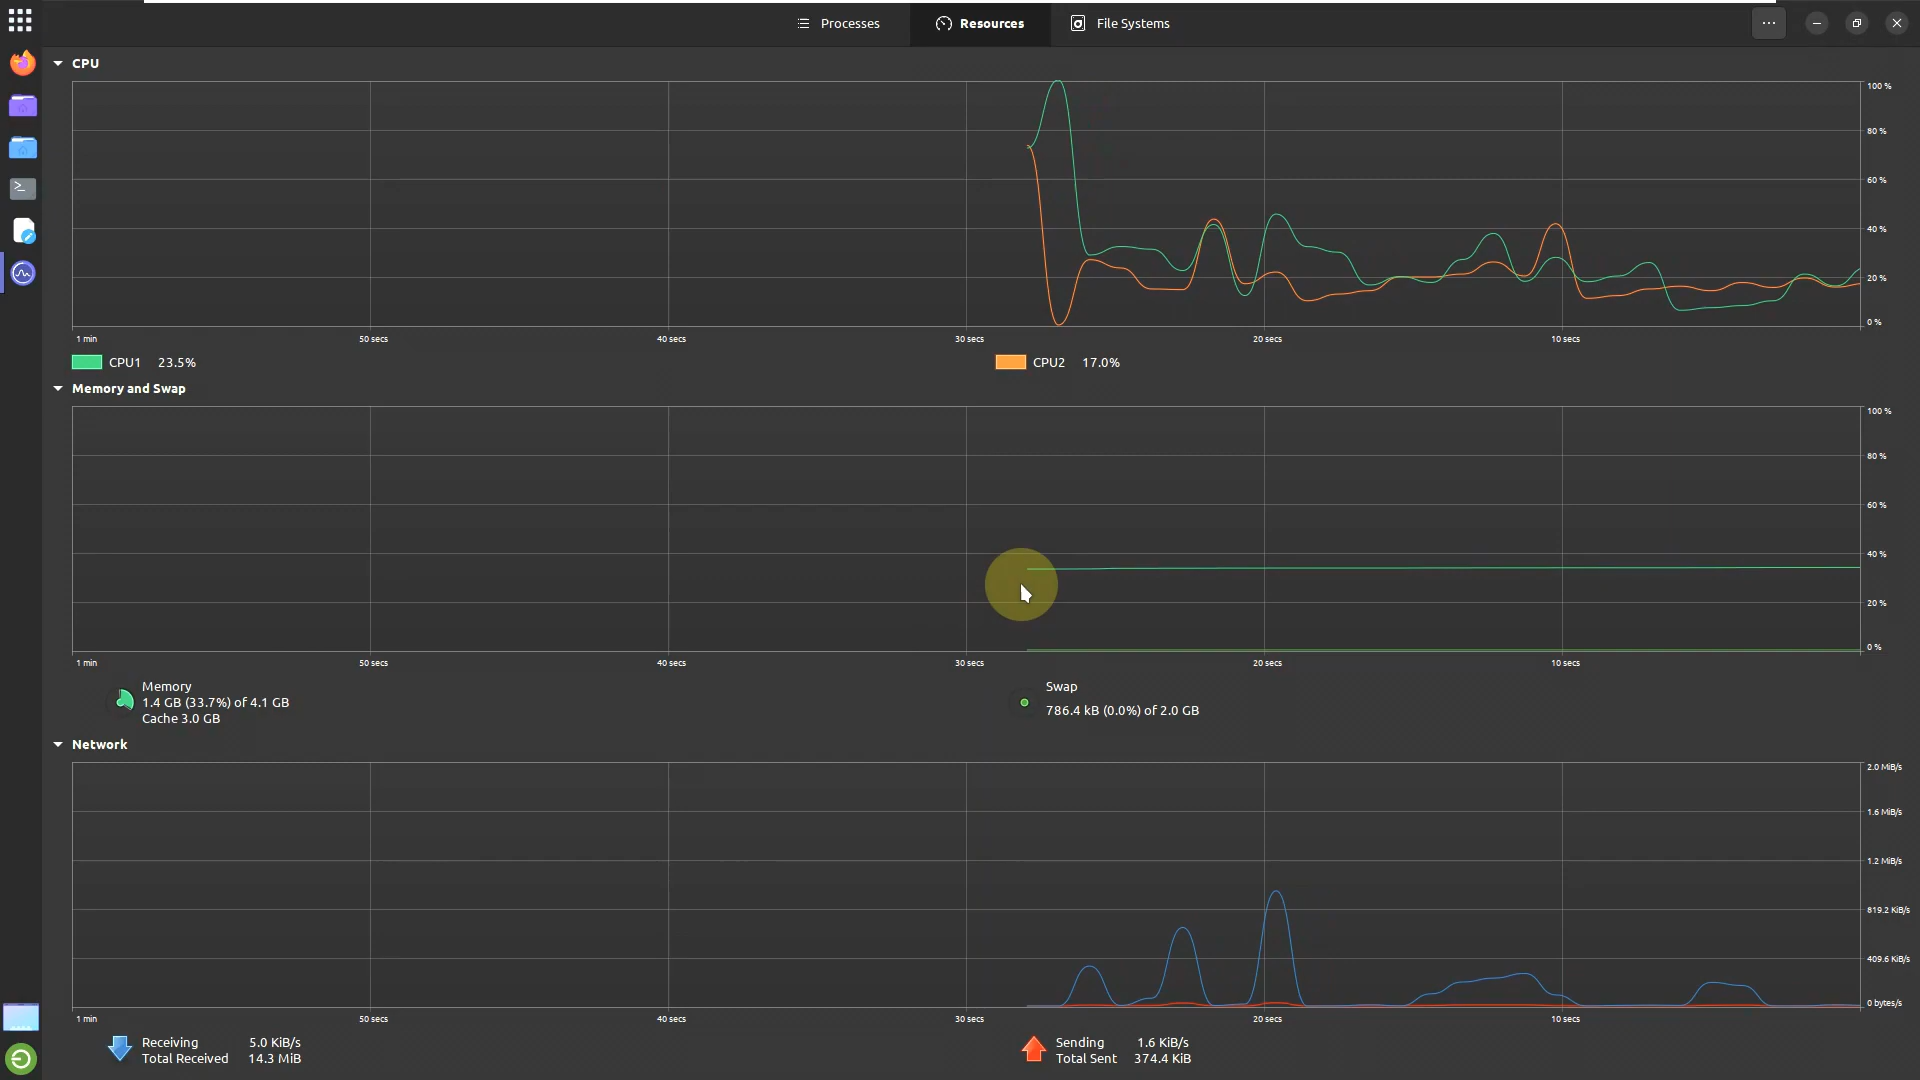 Processes
Resources
File Systems
CPU
100 %
80 %
60 %
40 %
20 %
0 %
1 min 50 secs 40 secs 30 secs 20 secs 10 secs
CPU1 23.5%
CPU2 17.0%
Memory and Swap
100 %
80 %
60 %
40 %
20 %
0 %
1 min 50 secs 40 secs 30 secs 20 secs 10 secs
Memory
1.4 GB (33.7%) of 4.1 GB
Cache 3.0 GB
Swap
786.4 kB (0.0%) of 2.0 GB
Network
2.0 MiB/s
1.6 MiB/s
1.2 MiB/s
819.2 KiB/s
409.6 KiB/s
0 bytes/s
1 min 50 secs 40 secs 30 secs 20 secs 10 secs
Receiving 5.0 KiB/s
Total Received 14.3 MiB
Sending 1.6 KiB/s
Total Sent 374.4 KiB